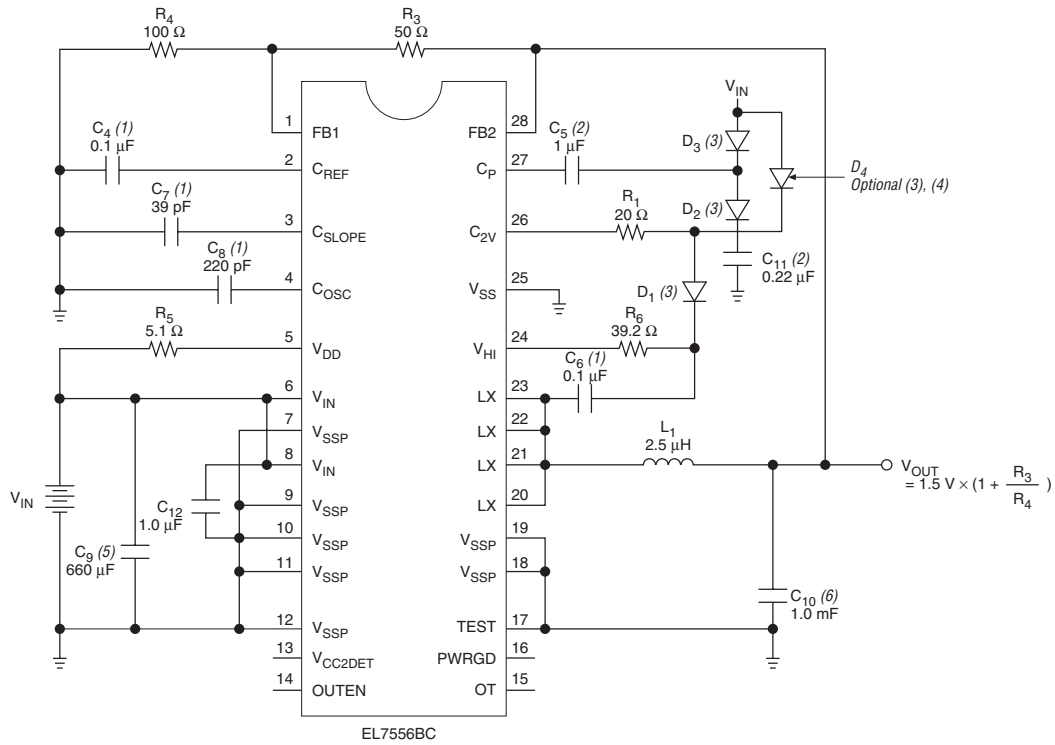 R4
100 Ω
R3
50 Ω
C4 (1)
0.1 µF
C7 (1)
39 pF
C8 (1)
220 pF
R5
5.1 Ω
VIN
C9 (5)
660 µF
C12
1.0 µF
1 FB1
2 CREF
3 CSLOPE
4 COSC
5 VDD
6 VIN
7 VSSP
8 VIN
9 VSSP
10 VSSP
11 VSSP
12 VSSP
13 VCC2DET
14 OUTEN
FB2 28
CP 27
C2V 26
VSS 25
VHI 24
LX 23
LX 22
LX 21
LX 20
VSSP 19
VSSP 18
TEST 17
PWRGD 16
OT 15
EL7556BC
C5 (2)
1 µF
VIN
D3 (3)
D4
Optional (3), (4)
D2 (3)
R1
20 Ω
C11 (2)
0.22 µF
D1 (3)
R6
39.2 Ω
C6 (1)
0.1 µF
L1
2.5 µH
VOUT
= 1.5 V × (1 + R3 / R4 )
C10 (6)
1.0 mF